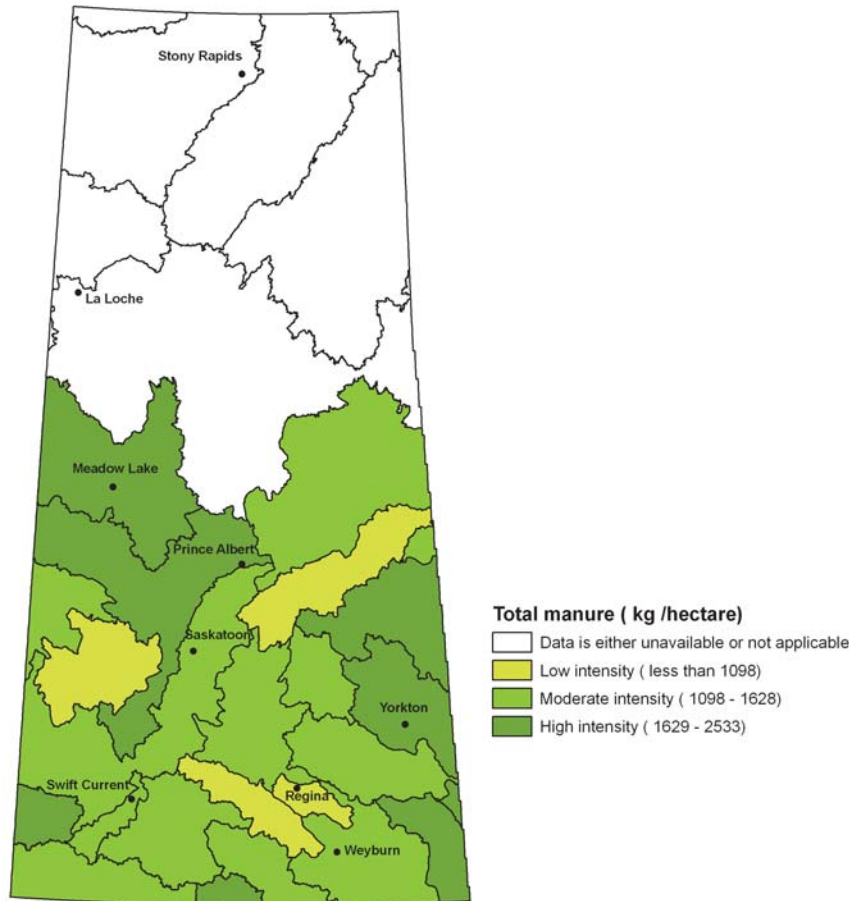 Stony Rapids
La Loche
Meadow Lake
Prince Albert
Saskatoon
Yorkton
Swift Current
Regina
Weyburn
Total manure ( kg /hectare)
Data is either unavailable or not applicable
Low intensity ( less than 1098)
Moderate intensity ( 1098 - 1628)
High intensity ( 1629 - 2533)